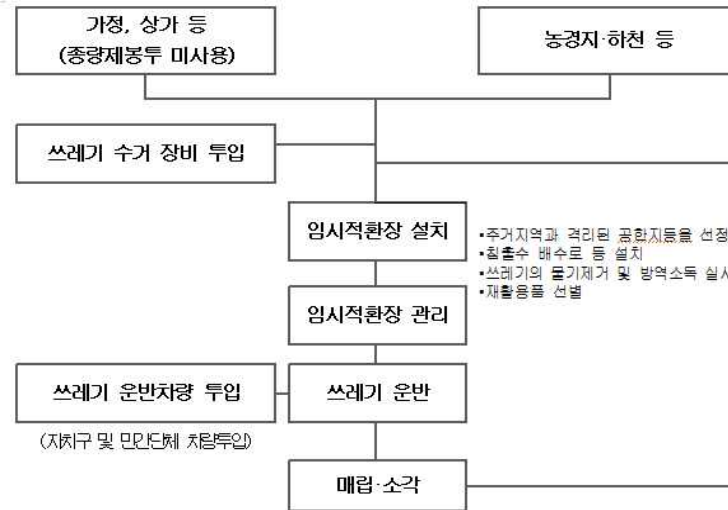 가정, 상가 등
(종량제봉투 미사용)
농경지·하천 등
쓰레기 수거 장비 투입
임시적환장 설치
▪주거지역과 격리된 공한지등을 선정
▪침출수 배수로 등 설치
▪쓰레기의 물기제거 및 방역소독 실시
▪재활용품 선별
임시적환장 관리
쓰레기 운반차량 투입
쓰레기 운반
(자치구 및 민간단체 차량투입)
매립·소각